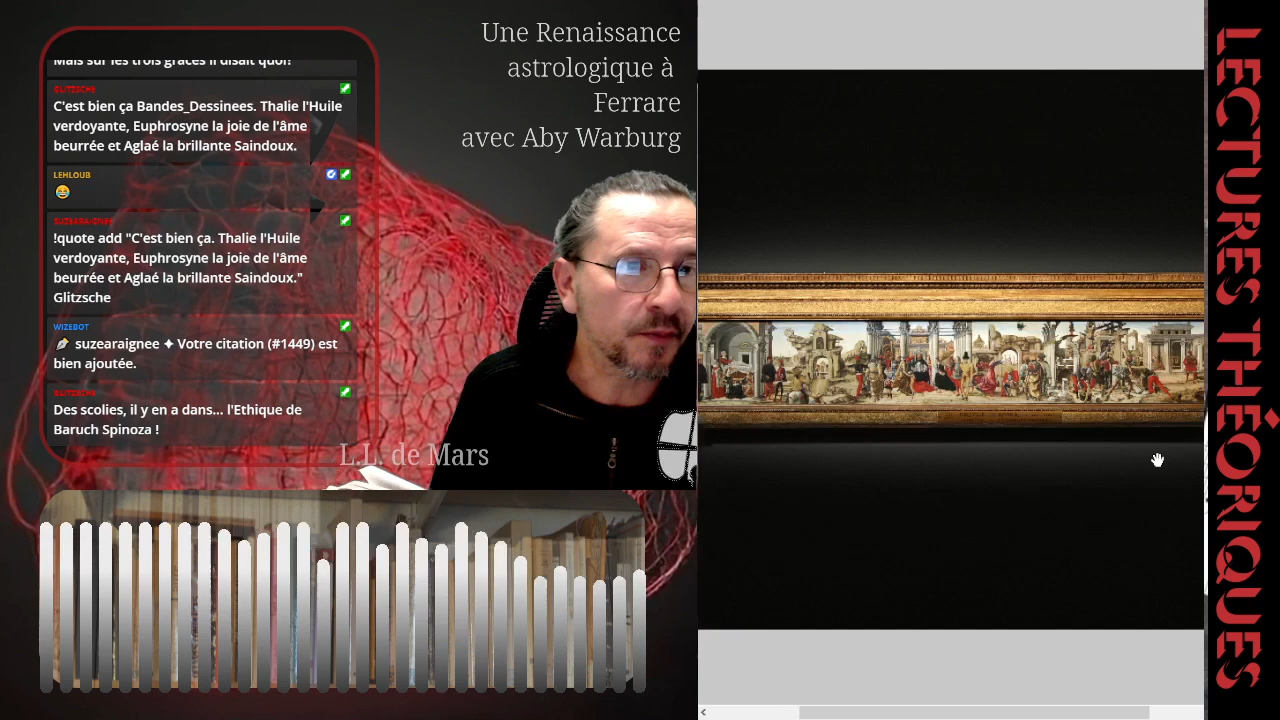 Mais sur les trois grâces il disait quoi?
GLITZSCHE
C'est bien ça Bandes_Dessinees. Thalie l'Huile
verdoyante, Euphrosyne la joie de l'âme
beurrée et Aglaé la brillante Saindoux.
LEHLOUB
SUZEARAIGNEE
!quote add "C'est bien ça. Thalie l'Huile
verdoyante, Euphrosyne la joie de l'âme
beurrée et Aglaé la brillante Saindoux."
Glitzsche
WIZEBOT
suzearaignee ✦ Votre citation (#1449) est
bien ajoutée.
GLITZSCHE
Des scolies, il y en a dans... l'Ethique de
Baruch Spinoza !
Une Renaissance
astrologique à
Ferrare
avec Aby Warburg
L.L. de Mars
LECTURES THÉORIQUES